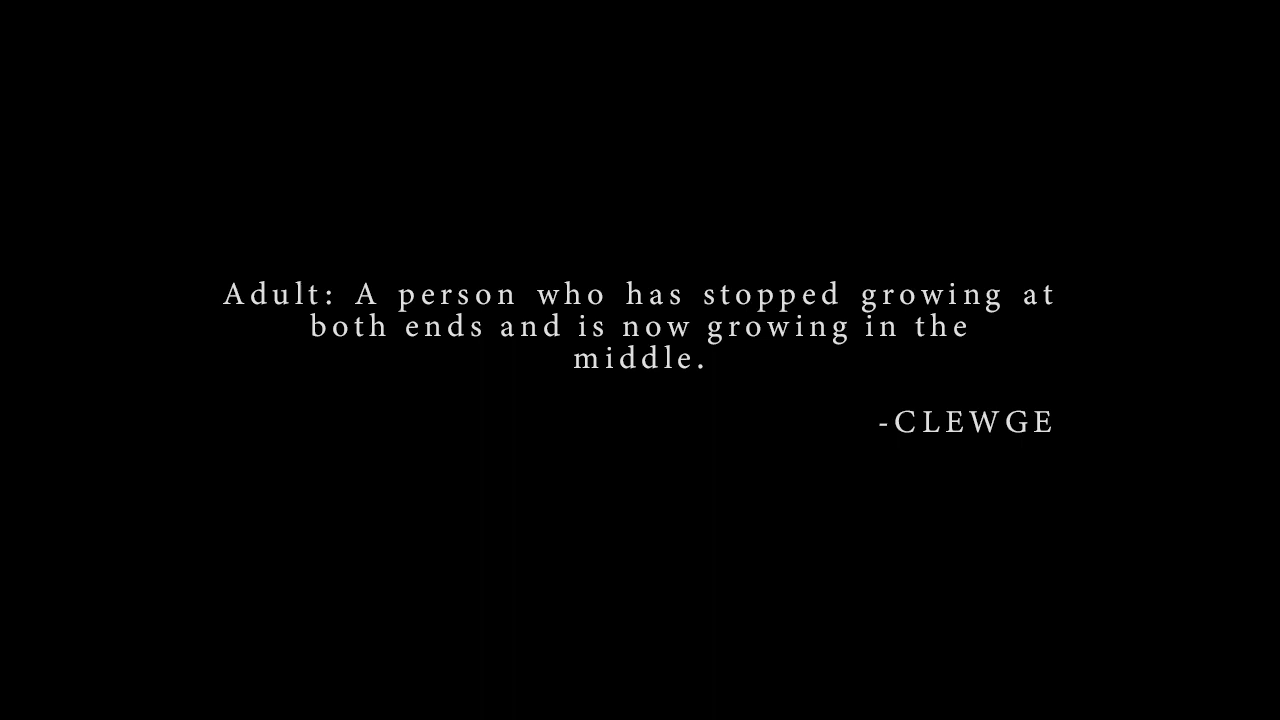 Adult: A person who has stopped growing at
both ends and is now growing in the
middle.
-CLEWGE